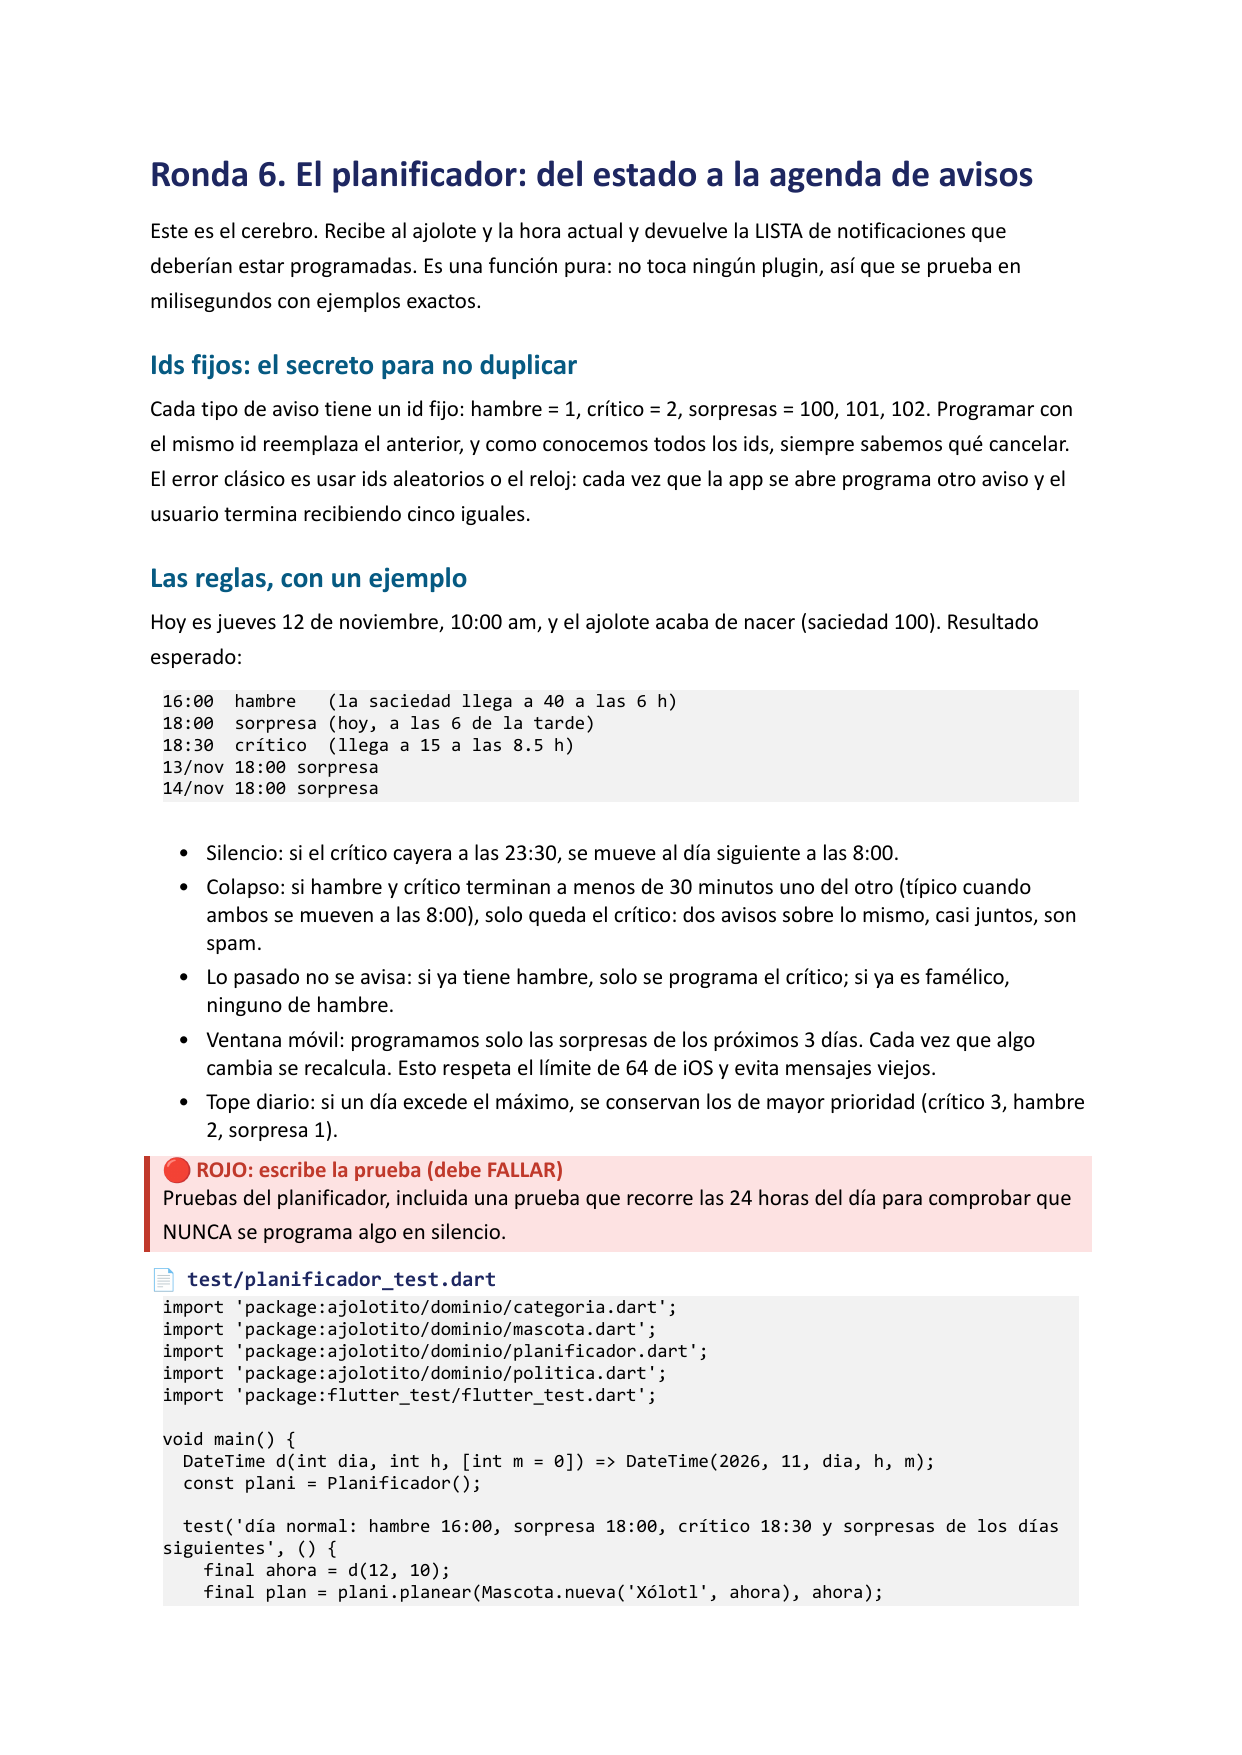 Ronda 6. El planificador: del estado a la agenda de avisos
Este es el cerebro. Recibe al ajolote y la hora actual y devuelve la LISTA de notificaciones que
deberían estar programadas. Es una función pura: no toca ningún plugin, así que se prueba en
milisegundos con ejemplos exactos.
Ids fijos: el secreto para no duplicar
Cada tipo de aviso tiene un id fijo: hambre = 1, crítico = 2, sorpresas = 100, 101, 102. Programar con
el mismo id reemplaza el anterior, y como conocemos todos los ids, siempre sabemos qué cancelar.
El error clásico es usar ids aleatorios o el reloj: cada vez que la app se abre programa otro aviso y el
usuario termina recibiendo cinco iguales.
Las reglas, con un ejemplo
Hoy es jueves 12 de noviembre, 10:00 am, y el ajolote acaba de nacer (saciedad 100). Resultado
esperado:
16:00  hambre   (la saciedad llega a 40 a las 6 h)
18:00  sorpresa (hoy, a las 6 de la tarde)
18:30  crítico  (llega a 15 a las 8.5 h)
13/nov 18:00 sorpresa
14/nov 18:00 sorpresa
• Silencio: si el crítico cayera a las 23:30, se mueve al día siguiente a las 8:00.
• Colapso: si hambre y crítico terminan a menos de 30 minutos uno del otro (típico cuando
ambos se mueven a las 8:00), solo queda el crítico: dos avisos sobre lo mismo, casi juntos, son
spam.
• Lo pasado no se avisa: si ya tiene hambre, solo se programa el crítico; si ya es famélico,
ninguno de hambre.
• Ventana móvil: programamos solo las sorpresas de los próximos 3 días. Cada vez que algo
cambia se recalcula. Esto respeta el límite de 64 de iOS y evita mensajes viejos.
• Tope diario: si un día excede el máximo, se conservan los de mayor prioridad (crítico 3, hambre
2, sorpresa 1).
🔴 ROJO: escribe la prueba (debe FALLAR)
Pruebas del planificador, incluida una prueba que recorre las 24 horas del día para comprobar que
NUNCA se programa algo en silencio.
📄 test/planificador_test.dart
import 'package:ajolotito/dominio/categoria.dart';
import 'package:ajolotito/dominio/mascota.dart';
import 'package:ajolotito/dominio/planificador.dart';
import 'package:ajolotito/dominio/politica.dart';
import 'package:flutter_test/flutter_test.dart';
void main() {
  DateTime d(int dia, int h, [int m = 0]) => DateTime(2026, 11, dia, h, m);
  const plani = Planificador();
  test('día normal: hambre 16:00, sorpresa 18:00, crítico 18:30 y sorpresas de los días
siguientes', () {
    final ahora = d(12, 10);
    final plan = plani.planear(Mascota.nueva('Xólotl', ahora), ahora);